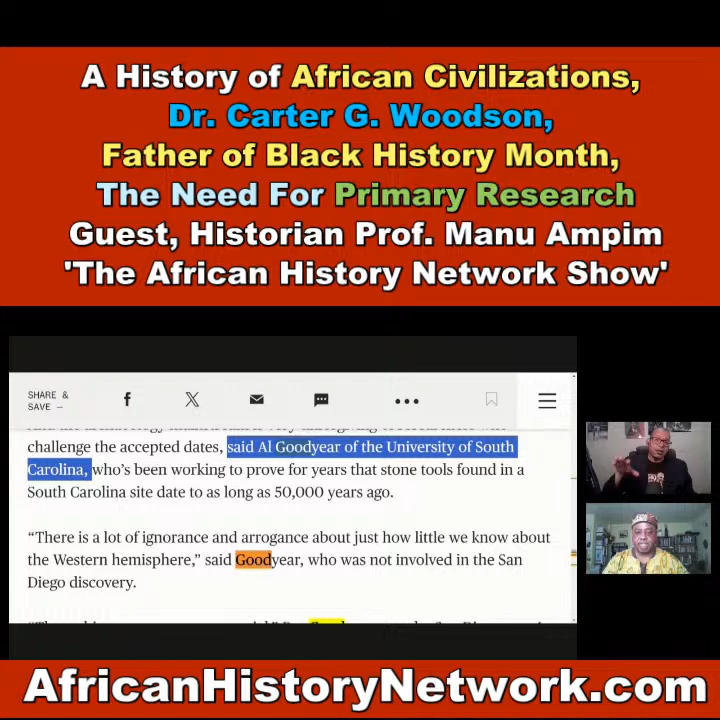 A History of African Civilizations,
Dr. Carter G. Woodson,
Father of Black History Month,
The Need For Primary Research
Guest, Historian Prof. Manu Ampim
'The African History Network Show'
SHARE &
SAVE —
challenge the accepted dates, said Al Goodyear of the University of South
Carolina, who's been working to prove for years that stone tools found in a
South Carolina site date to as long as 50,000 years ago.
“There is a lot of ignorance and arrogance about just how little we know about
the Western hemisphere,” said Goodyear, who was not involved in the San
Diego discovery.
AfricanHistoryNetwork.com